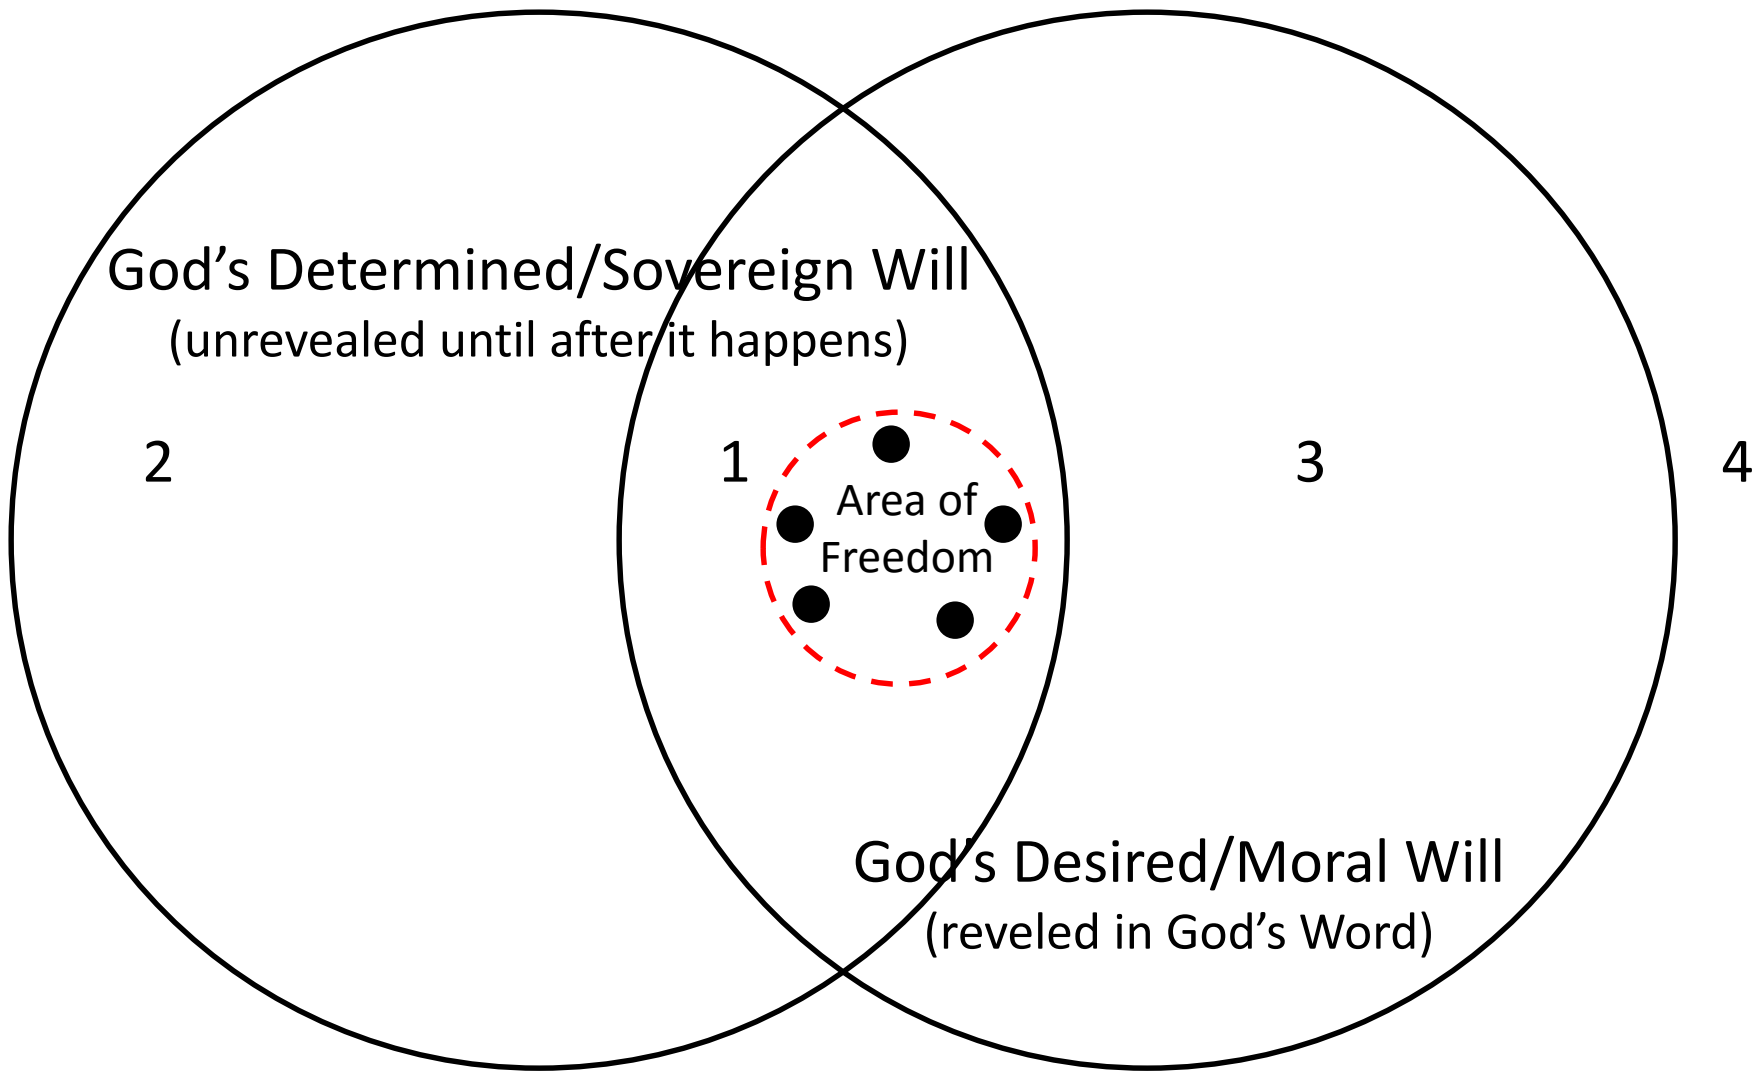 God’s Determined/Sovereign Will
(unrevealed until after it happens)
2
1
3
4
Area of
Freedom
God’s Desired/Moral Will
(reveled in God’s Word)